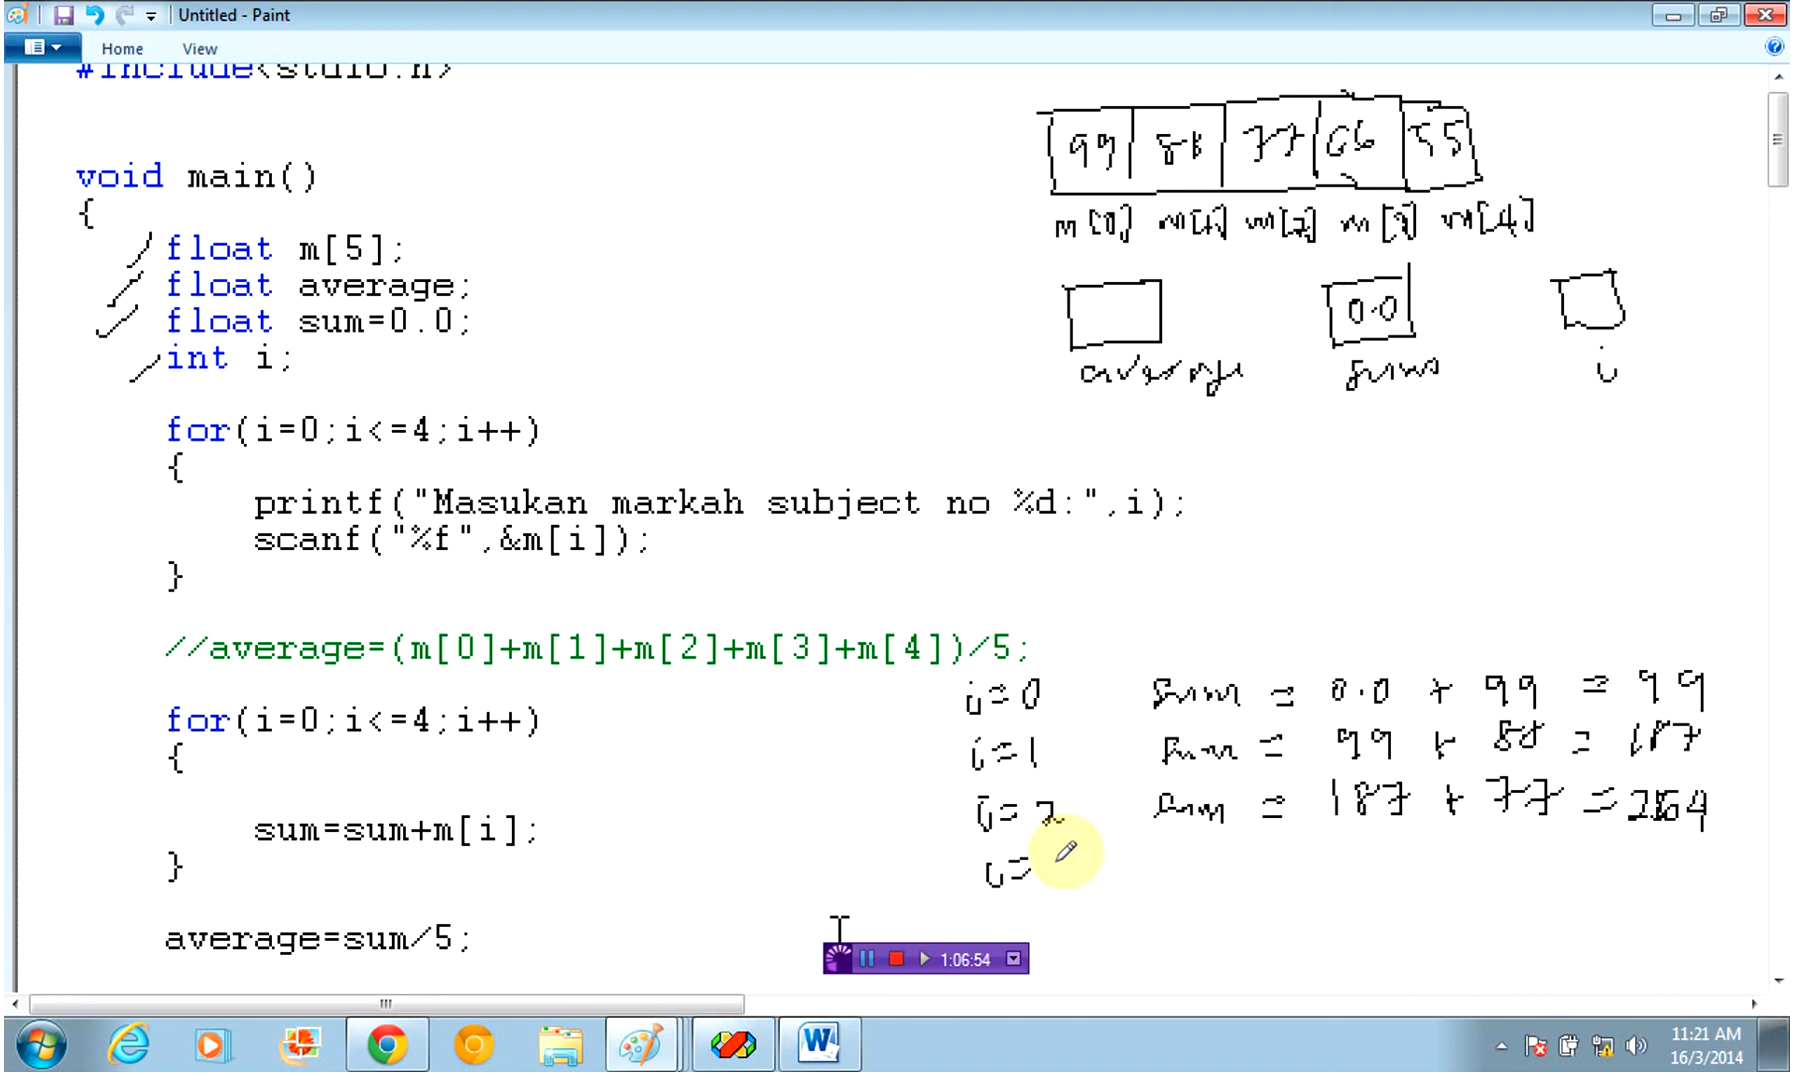 Untitled - Paint
Home View
#include<stdio.h>
void main()
{
float m[5];
float average;
float sum=0.0;
int i;
for(i=0;i<=4;i++)
{
printf("Masukan markah subject no %d:",i);
scanf("%f",&m[i]);
}
//average=(m[0]+m[1]+m[2]+m[3]+m[4])/5;
for(i=0;i<=4;i++)
{
sum=sum+m[i];
}
average=sum/5;
99 88 77 66 55
m[0] m[1] m[2] m[3] m[4]
0.0
average sum i
i=0 sum = 0.0 + 99 = 99
i=1 sum = 99 + 88 = 187
i=2 sum = 187 + 77 = 264
i=
1:06:54
11:21 AM
16/3/2014